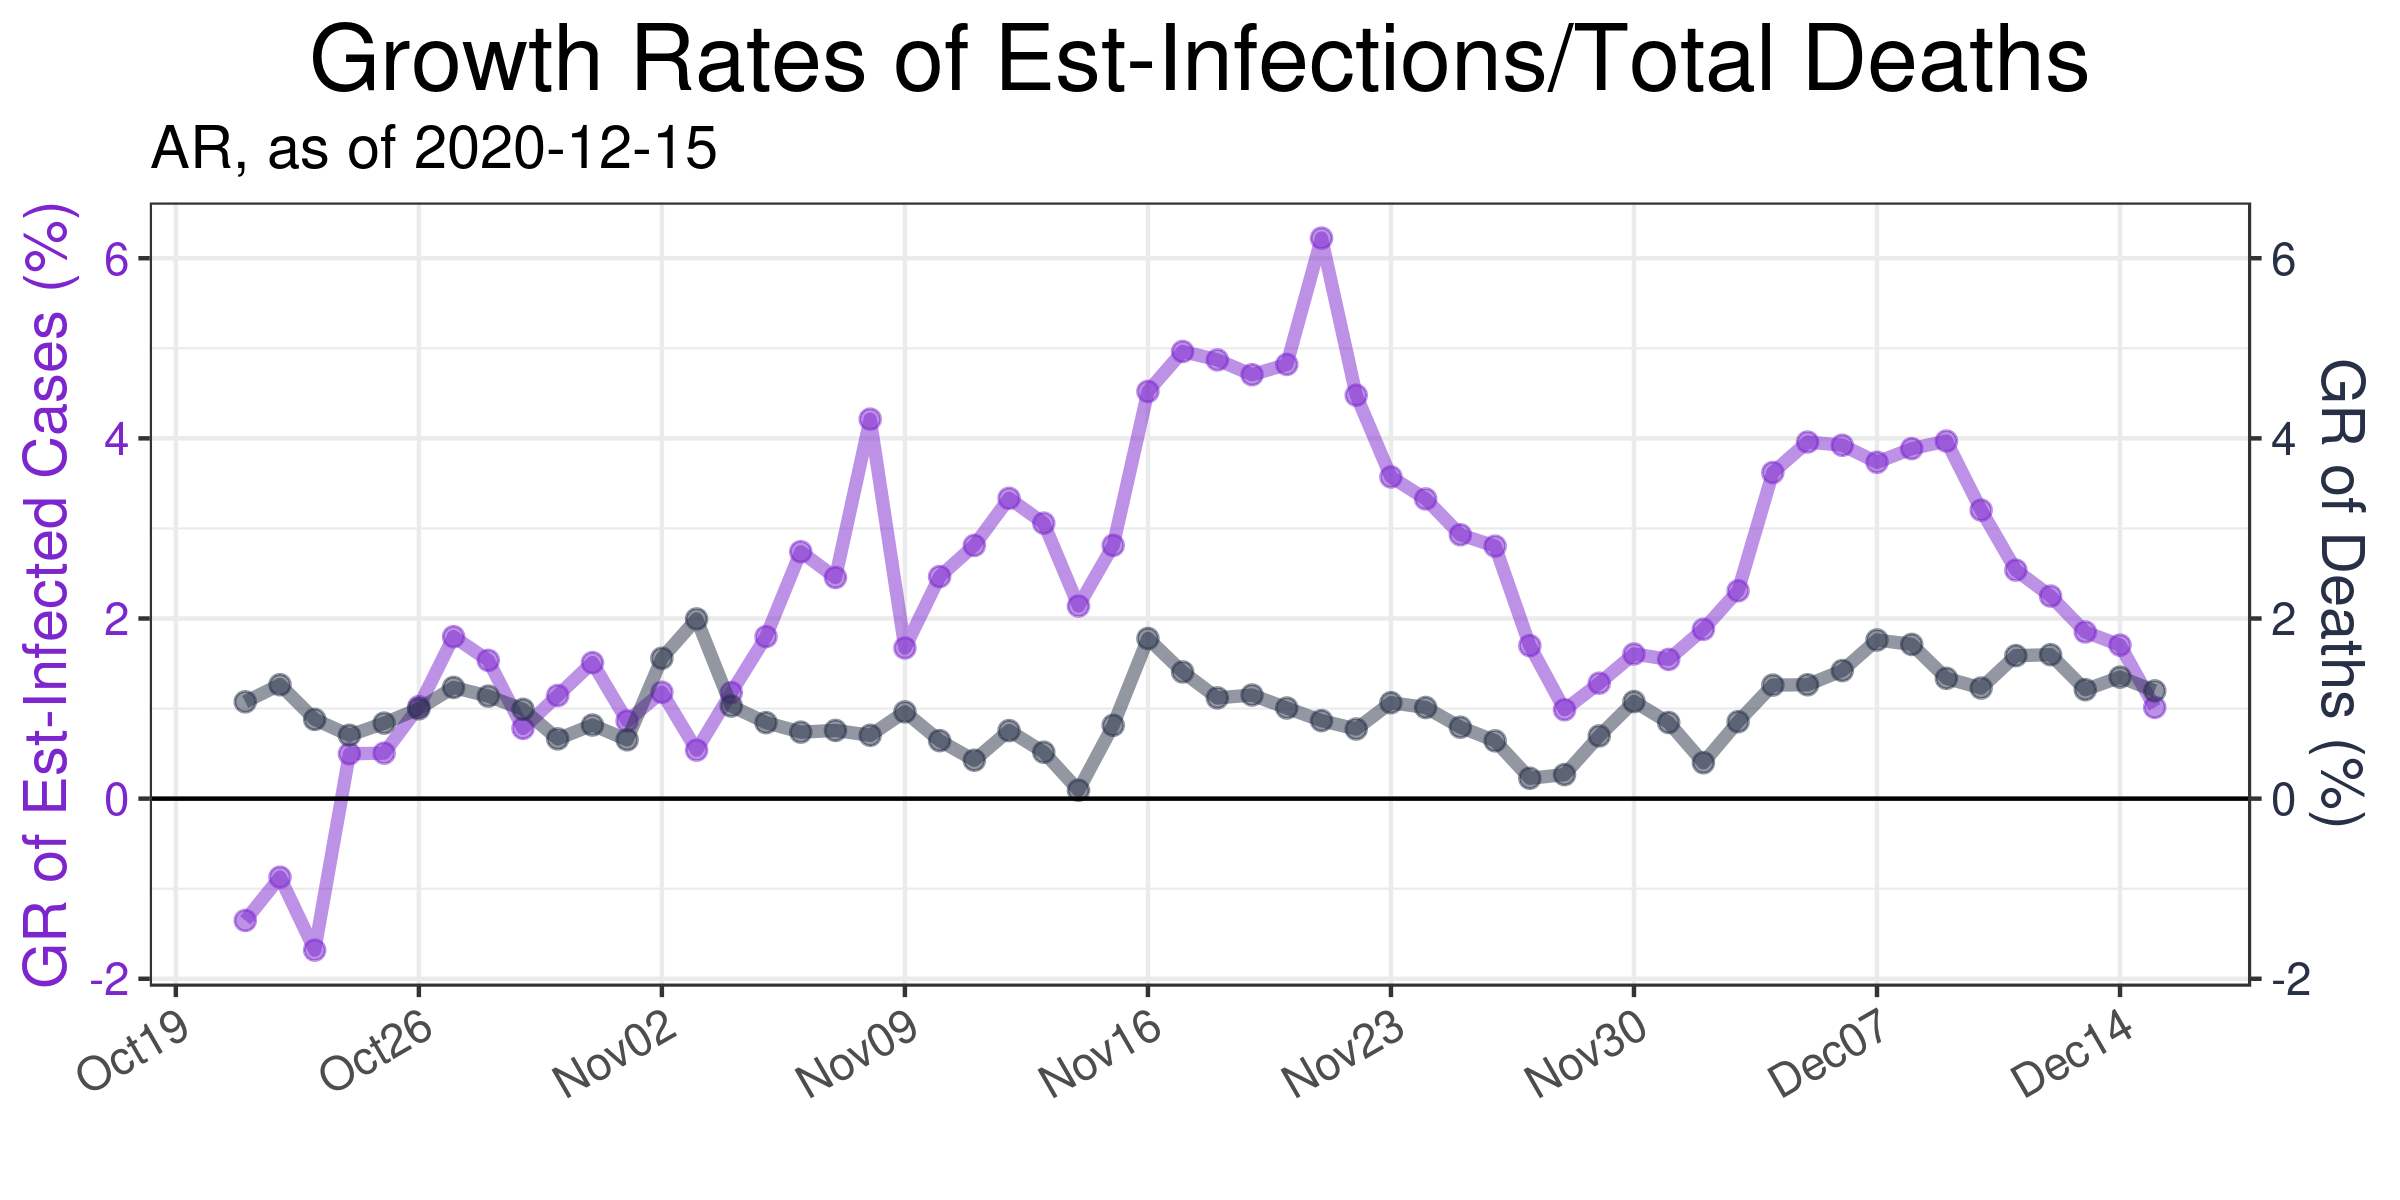 Growth Rates of Est-Infections/Total Deaths
AR, as of 2020-12-15
GR of Est-Infected Cases (%)
6
4
2
0
-2
6
4
2
0
-2
GR of Deaths (%)
Oct19
Oct26
Nov02
Nov09
Nov16
Nov23
Nov30
Dec07
Dec14